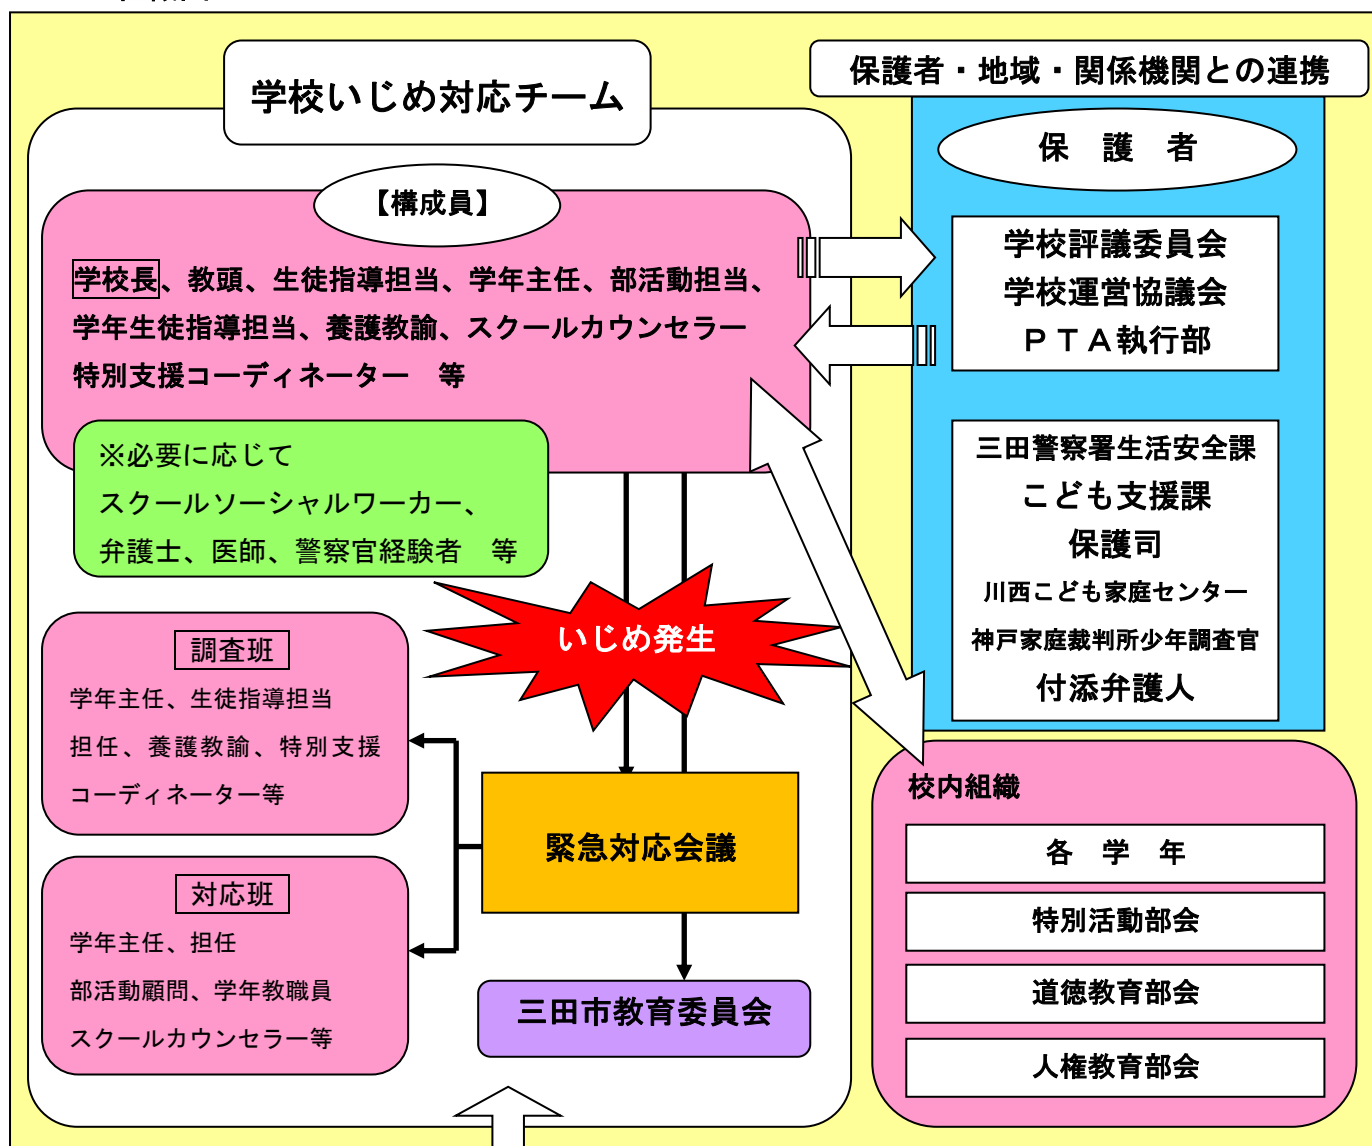 学校いじめ対応チーム
【構成員】
学校長、教頭、生徒指導担当、学年主任、部活動担当、
学年生徒指導担当、養護教諭、スクールカウンセラー
特別支援コーディネーター　等
※必要に応じて
スクールソーシャルワーカー、
弁護士、医師、警察官経験者　等
いじめ発生
調査班
学年主任、生徒指導担当
担任、養護教諭、特別支援
コーディネーター等
緊急対応会議
対応班
学年主任、担任
部活動顧問、学年教職員
スクールカウンセラー等
三田市教育委員会
保護者・地域・関係機関との連携
保　護　者
学校評議委員会
学校運営協議会
ＰＴＡ執行部
三田警察署生活安全課
こども支援課
保護司
川西こども家庭センター
神戸家庭裁判所少年調査官
付添弁護人
校内組織
各　学　年
特別活動部会
道徳教育部会
人権教育部会